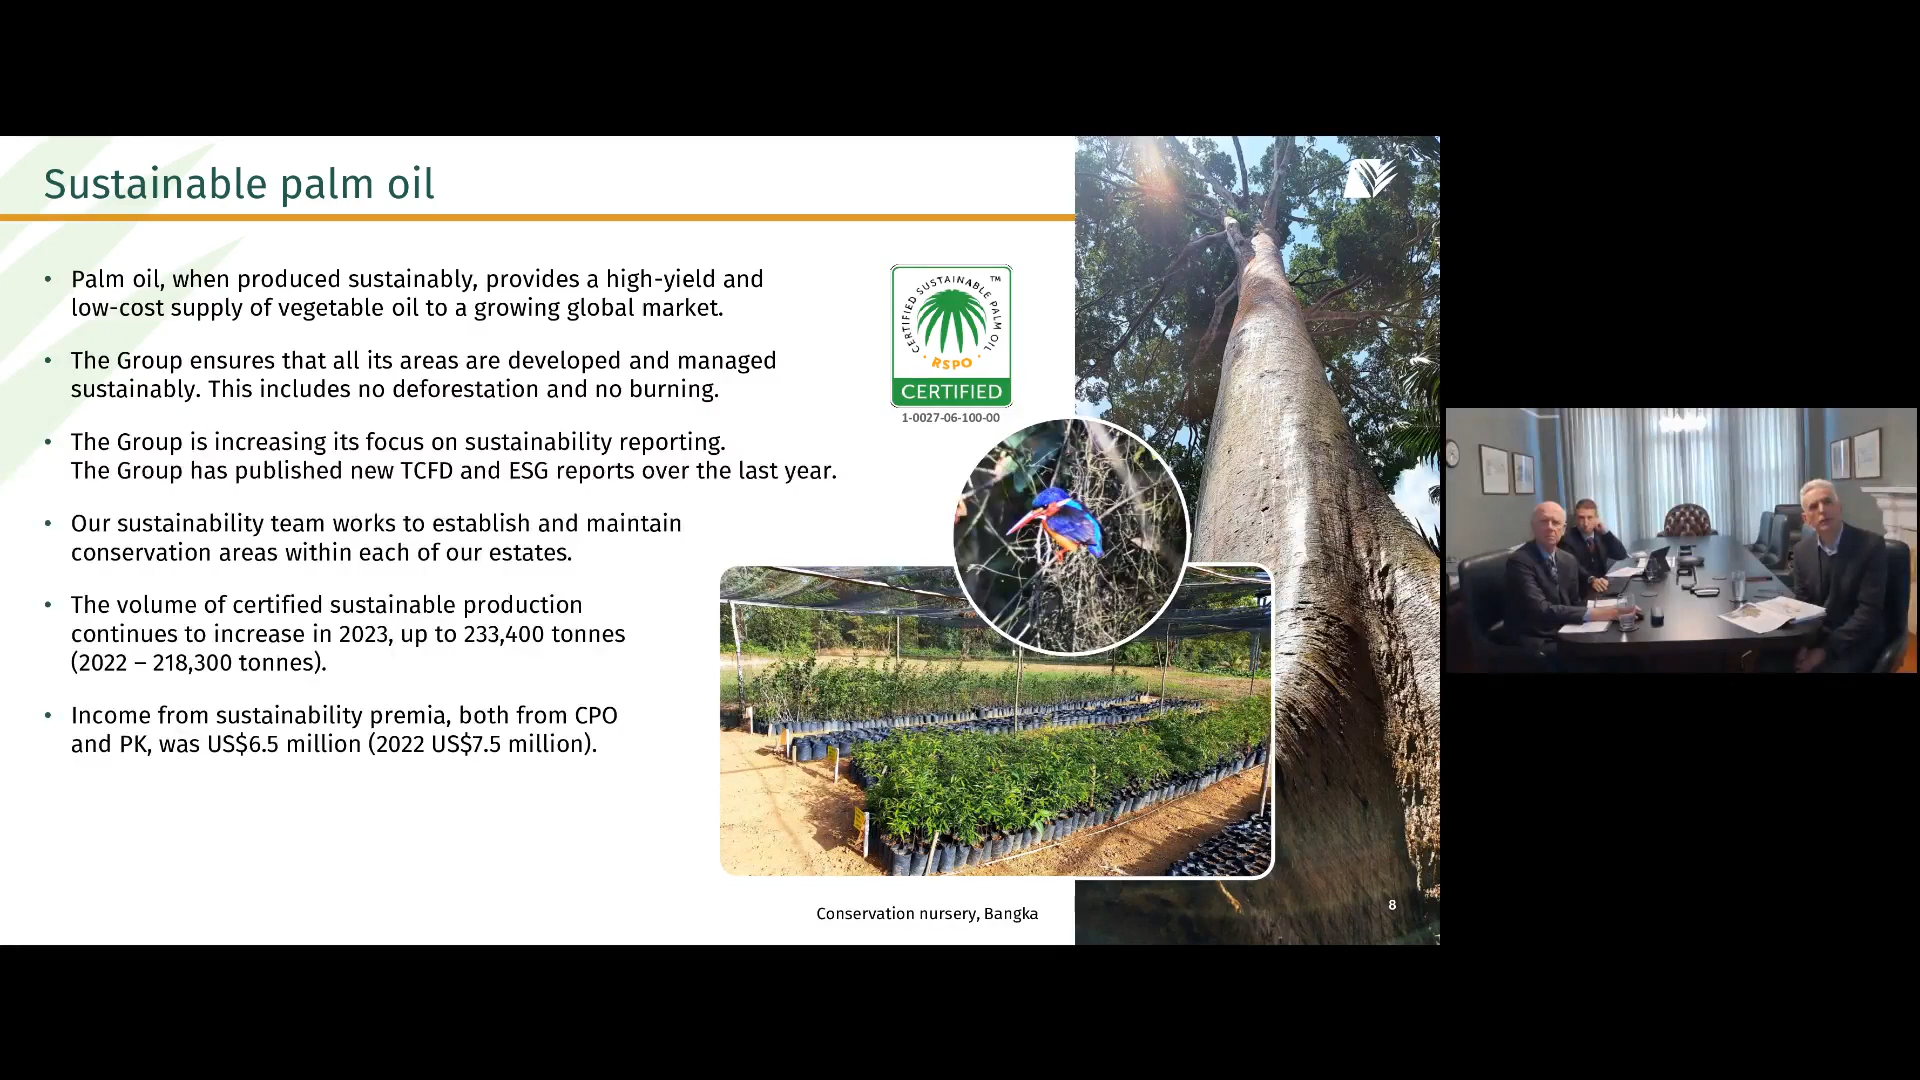 Sustainable palm oil
• Palm oil, when produced sustainably, provides a high-yield and
low-cost supply of vegetable oil to a growing global market.
• The Group ensures that all its areas are developed and managed
sustainably. This includes no deforestation and no burning.
• The Group is increasing its focus on sustainability reporting.
The Group has published new TCFD and ESG reports over the last year.
• Our sustainability team works to establish and maintain
conservation areas within each of our estates.
• The volume of certified sustainable production
continues to increase in 2023, up to 233,400 tonnes
(2022 – 218,300 tonnes).
• Income from sustainability premia, both from CPO
and PK, was US$6.5 million (2022 US$7.5 million).
CERTIFIED SUSTAINABLE PALM OIL ™
· RSPO ·
CERTIFIED
1-0027-06-100-00
Conservation nursery, Bangka
8